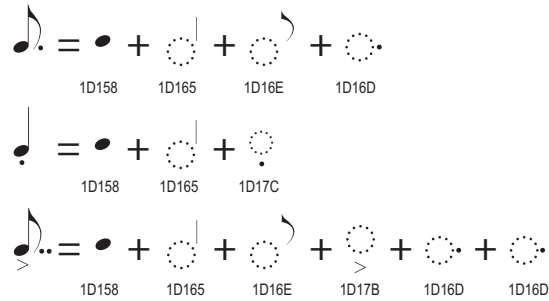 = + + +
1D158 1D165 1D16E 1D16D
= + +
1D158 1D165 1D17C
= + + + + +
1D158 1D165 1D16E 1D17B 1D16D 1D16D